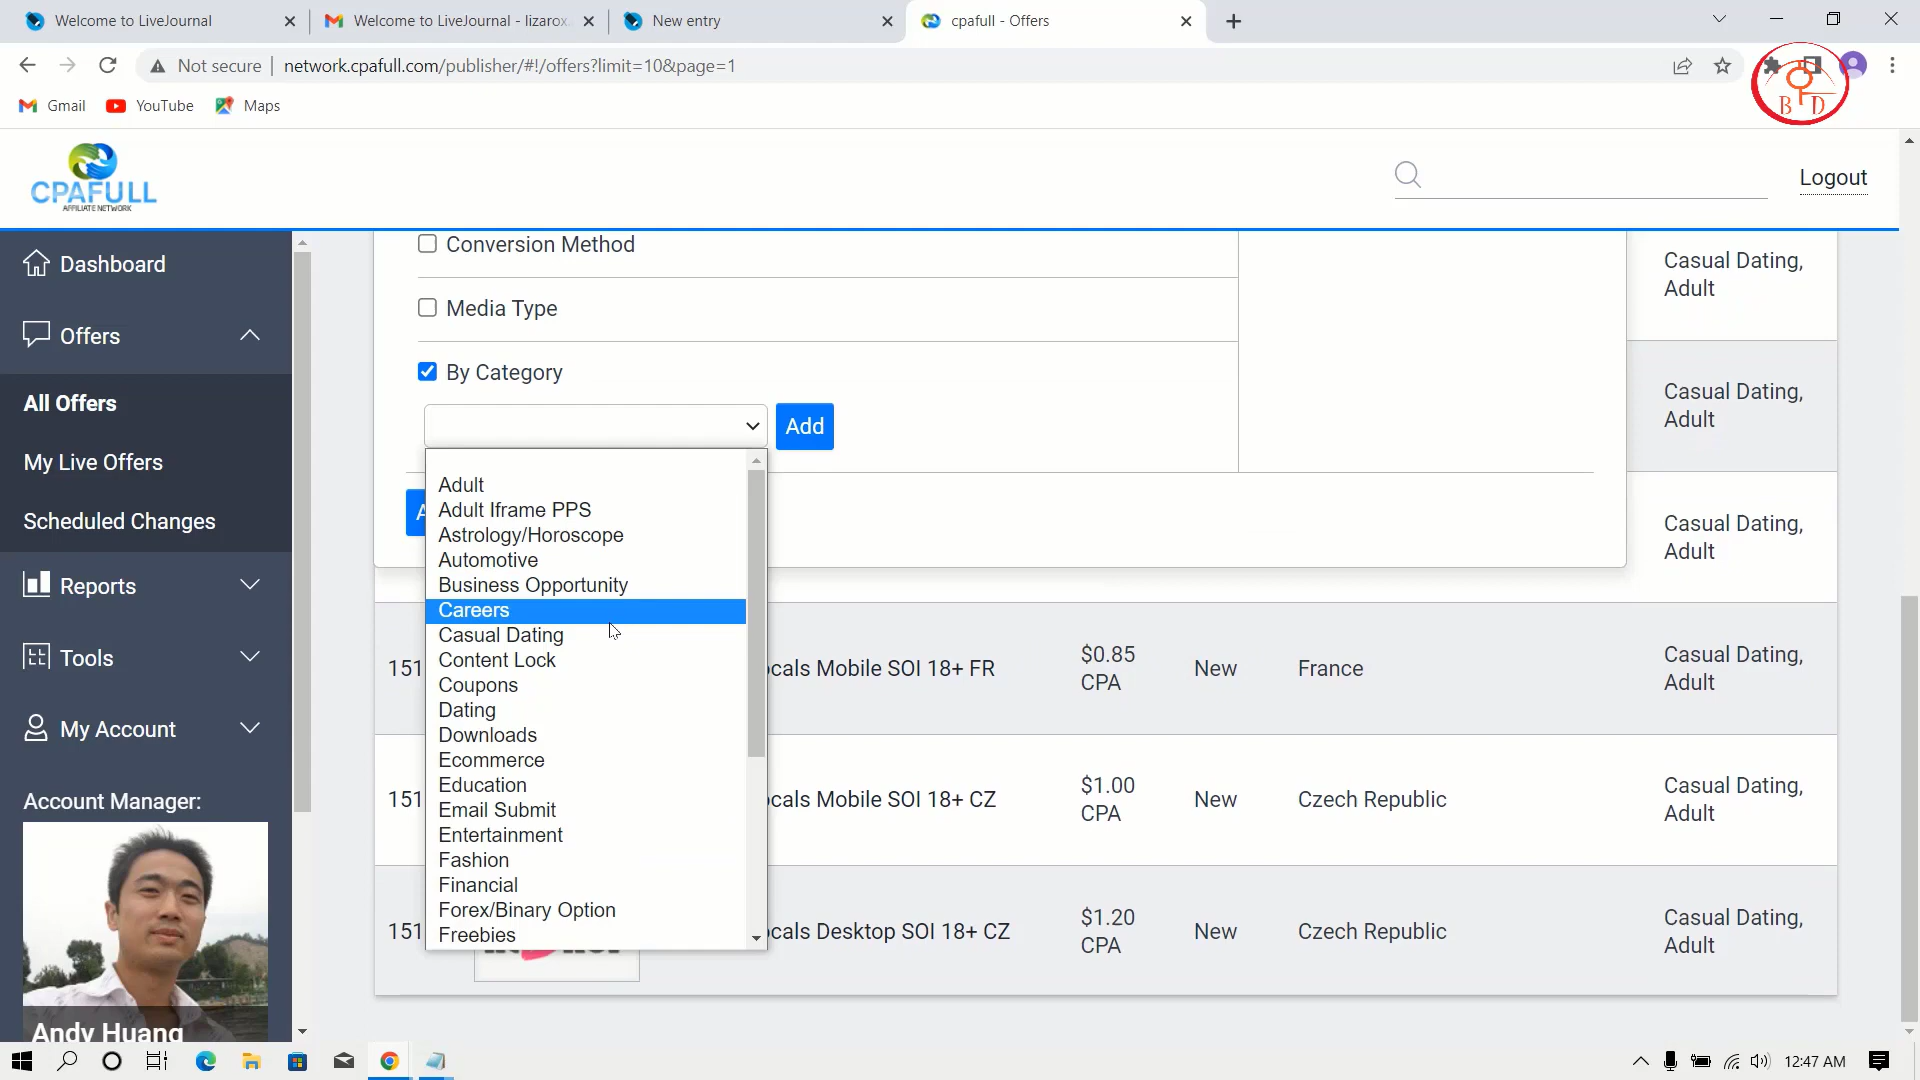 Welcome to LiveJournal
Welcome to LiveJournal - lizarox
New entry
cpafull - Offers
Not secure
network.cpafull.com/publisher/#!/offers?limit=10&page=1
Gmail
YouTube
Maps
B D
CPAFULL
AFFILIATE NETWORK
Logout
Dashboard
Offers
All Offers
My Live Offers
Scheduled Changes
Reports
Tools
My Account
Account Manager:
Andy Huang
Conversion Method
Media Type
By Category
Add
Adult
Adult Iframe PPS
Astrology/Horoscope
Automotive
Business Opportunity
Careers
Casual Dating
Content Lock
Coupons
Dating
Downloads
Ecommerce
Education
Email Submit
Entertainment
Fashion
Financial
Forex/Binary Option
Freebies
Casual Dating,
Adult
Casual Dating,
Adult
Casual Dating,
Adult
151
ocals Mobile SOI 18+ FR
$0.85
CPA
New
France
Casual Dating,
Adult
151
ocals Mobile SOI 18+ CZ
$1.00
CPA
New
Czech Republic
Casual Dating,
Adult
151
ocals Desktop SOI 18+ CZ
$1.20
CPA
New
Czech Republic
Casual Dating,
Adult
12:47 AM